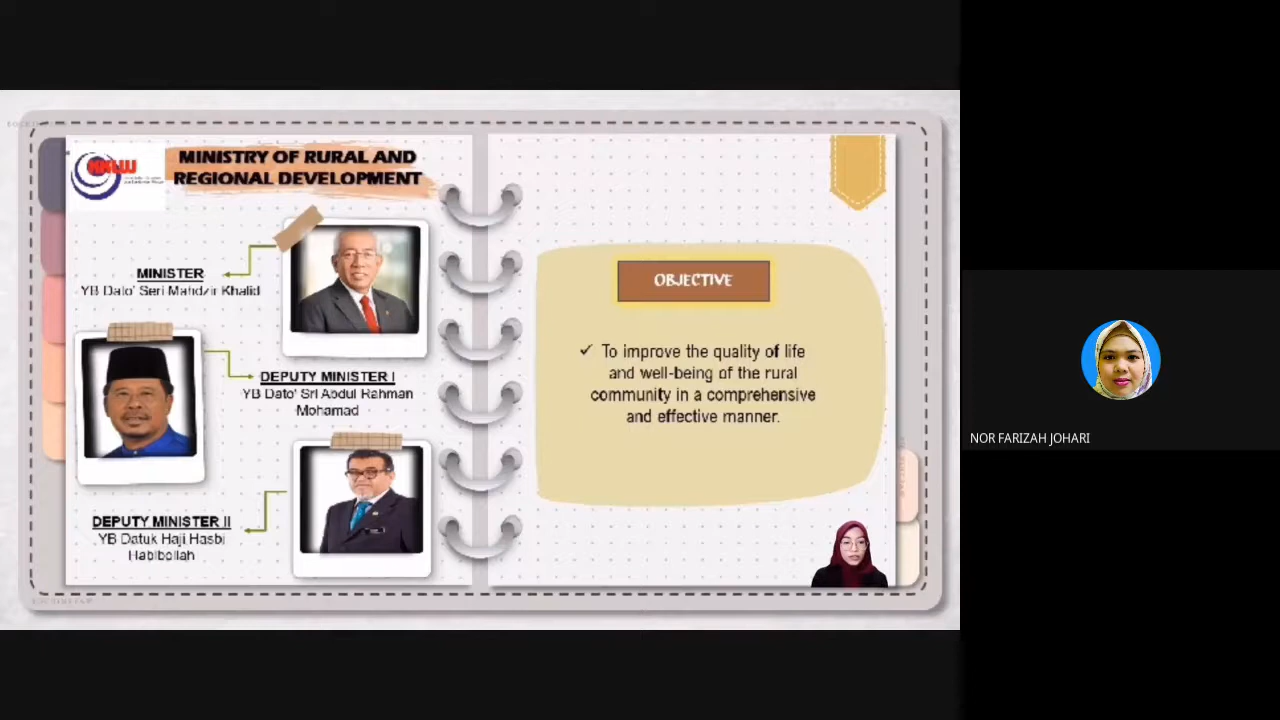 MINISTRY OF RURAL AND
REGIONAL DEVELOPMENT
MINISTER
YB Dato' Seri Mahdzir Khalid
DEPUTY MINISTER I
YB Dato' Sri Abdul Rahman
Mohamad
DEPUTY MINISTER II
YB Datuk Haji Hasbi
Habibollah
OBJECTIVE
✓ To improve the quality of life
and well-being of the rural
community in a comprehensive
and effective manner.
NOR FARIZAH JOHARI